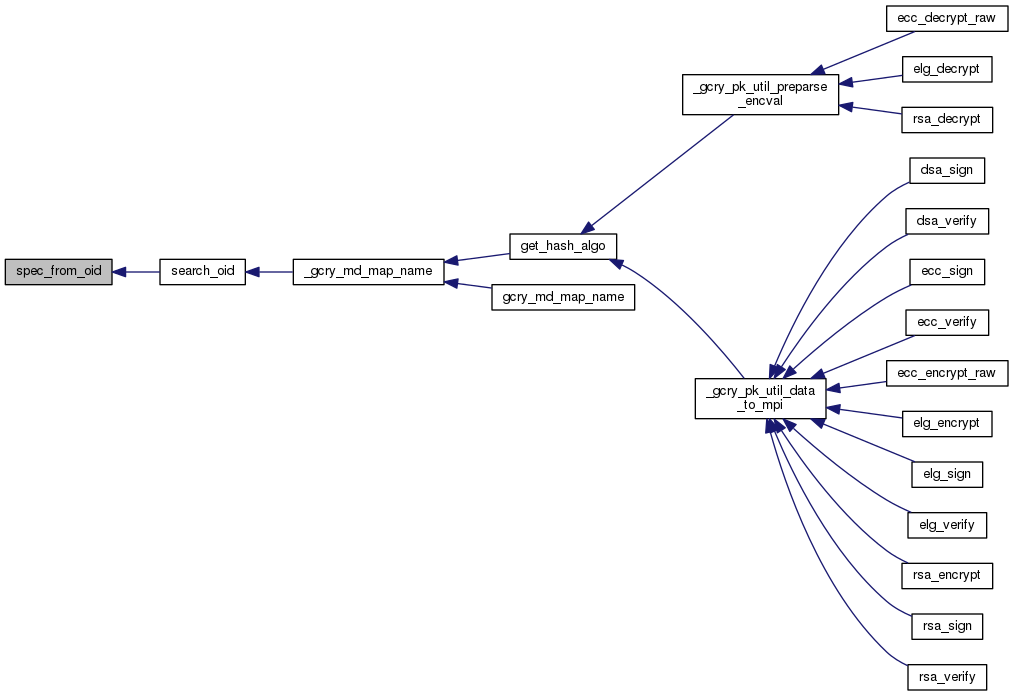 ecc_decrypt_raw
_gcry_pk_util_preparse
_encval
elg_decrypt
rsa_decrypt
dsa_sign
dsa_verify
get_hash_algo
spec_from_oid
search_oid
_gcry_md_map_name
ecc_sign
gcry_md_map_name
ecc_verify
ecc_encrypt_raw
_gcry_pk_util_data
_to_mpi
elg_encrypt
elg_sign
elg_verify
rsa_encrypt
rsa_sign
rsa_verify